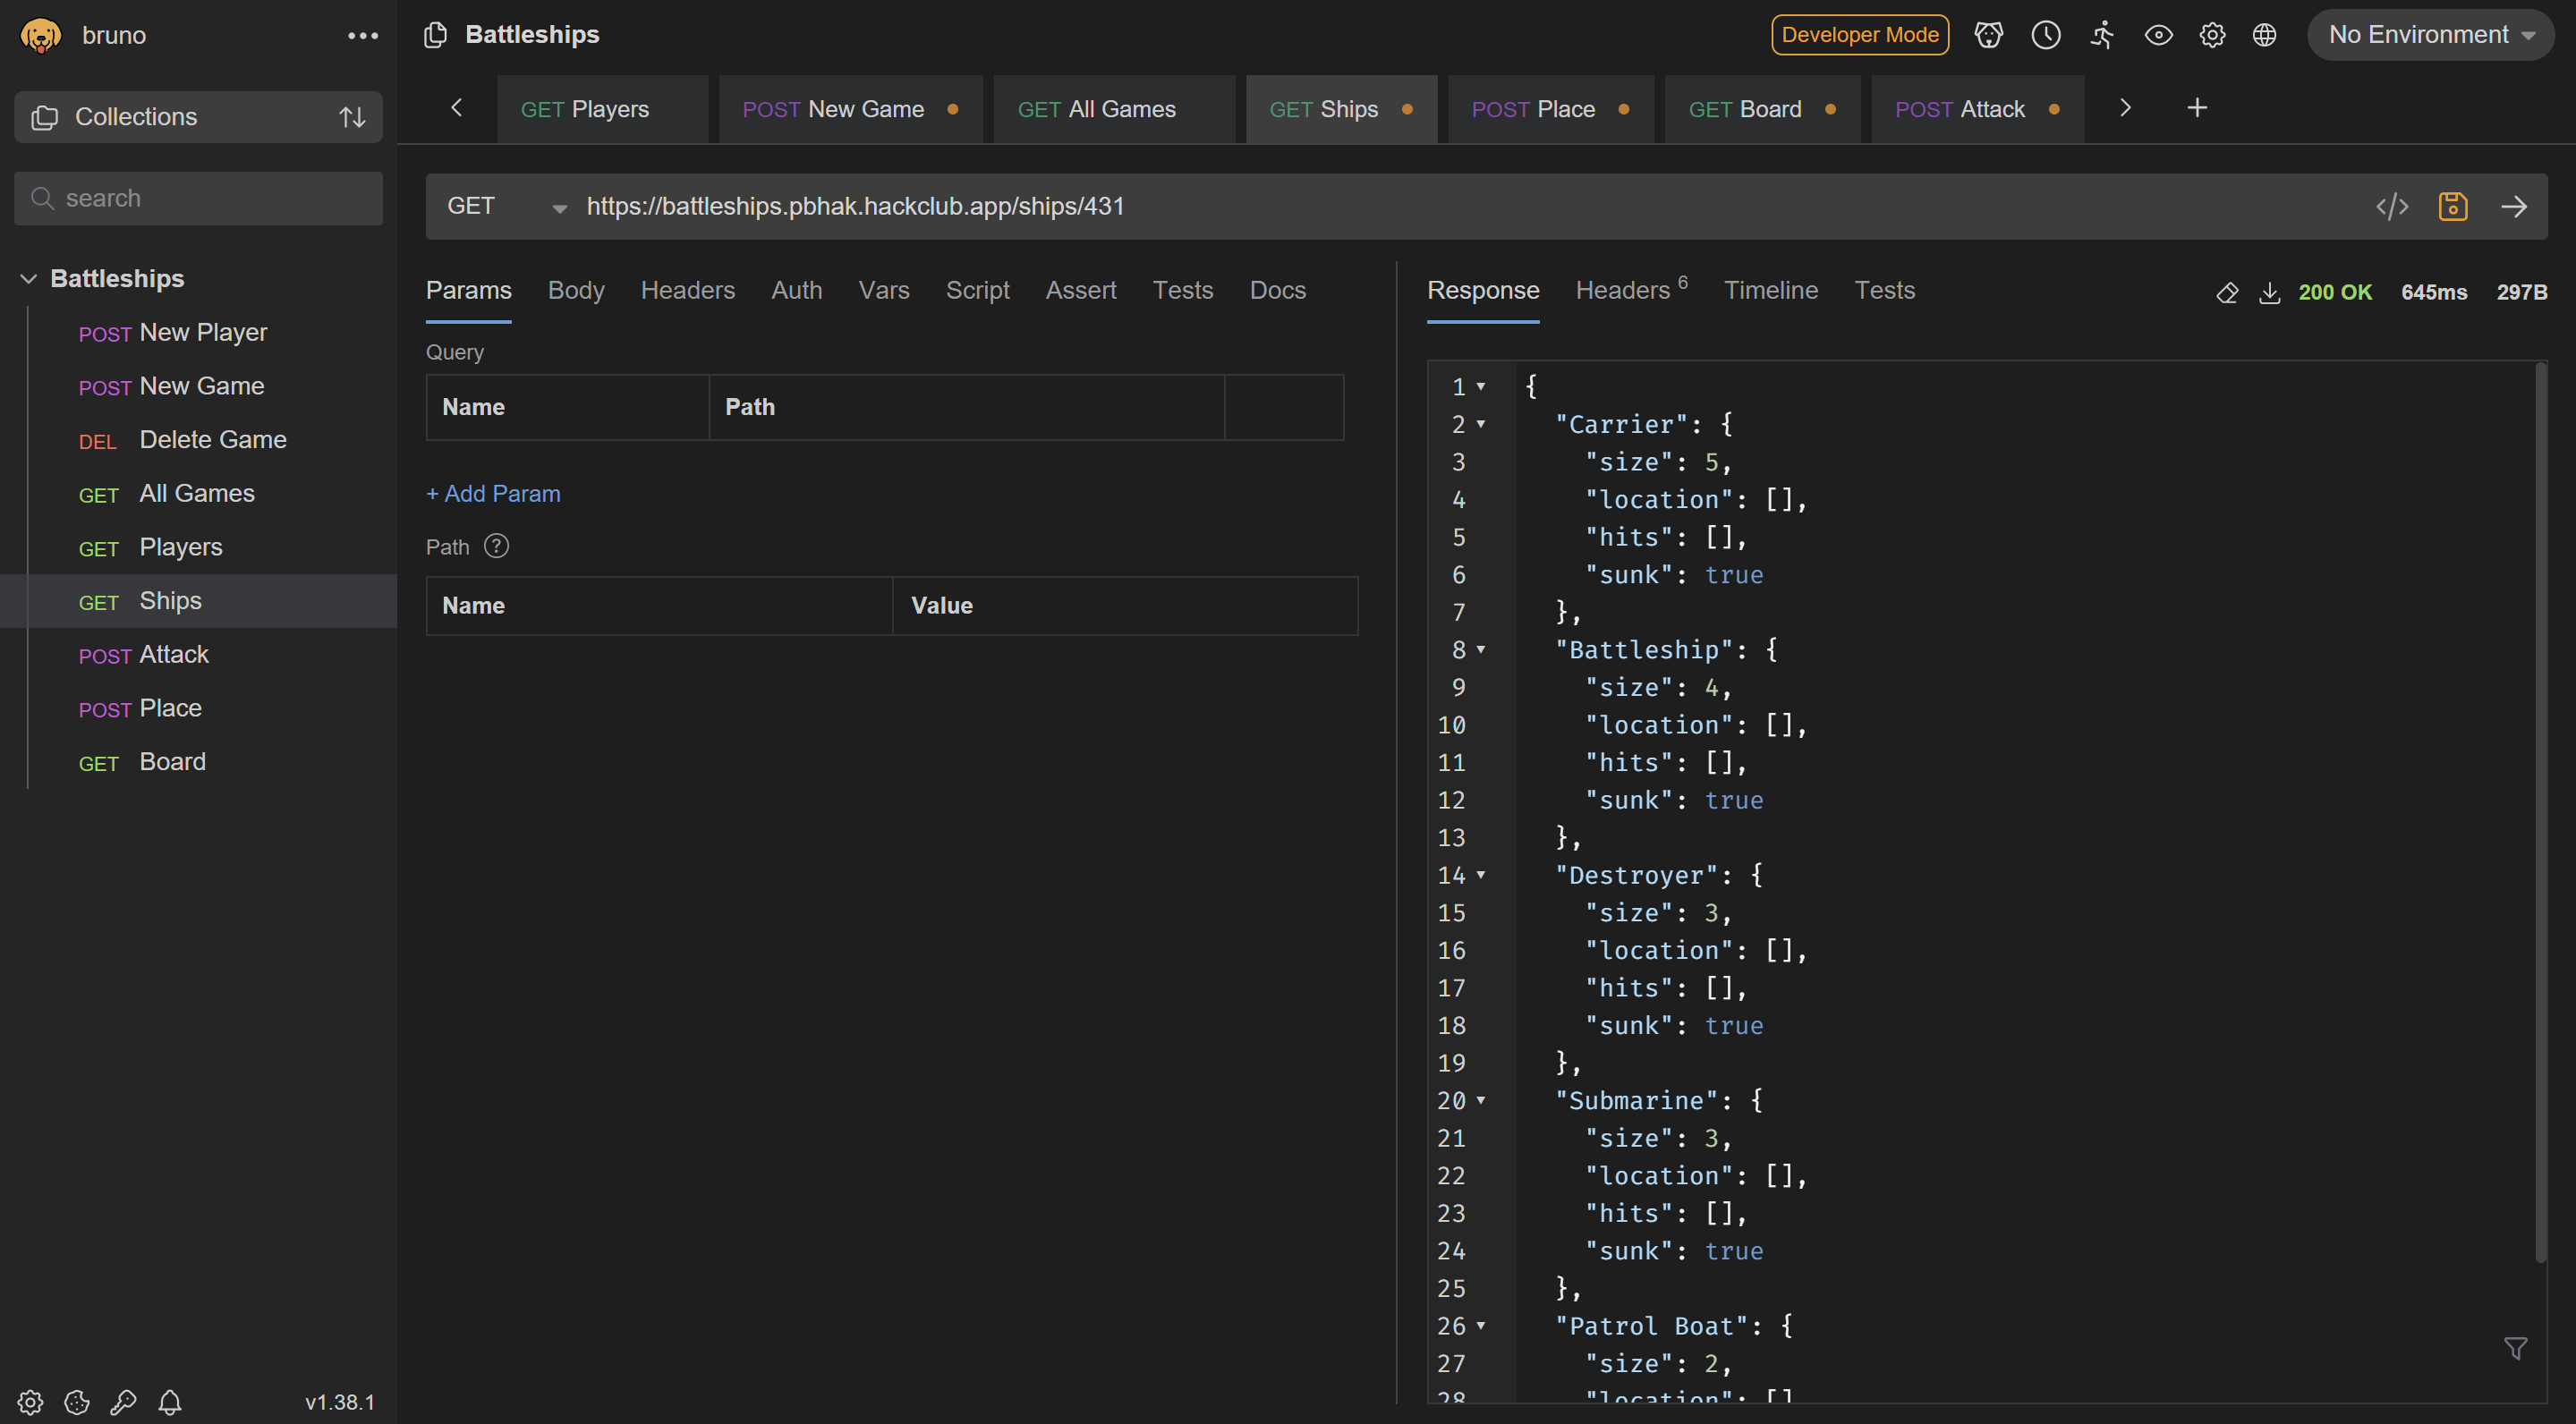 bruno
Collections
search
Battleships
POST New Player
POST New Game
DEL Delete Game
GET All Games
GET Players
GET Ships
POST Attack
POST Place
GET Board
v1.38.1
Battleships
Developer Mode
No Environment
GET Players
POST New Game
GET All Games
GET Ships
POST Place
GET Board
POST Attack
GET https://battleships.pbhak.hackclub.app/ships/431
Params Body Headers Auth Vars Script Assert Tests Docs
Query
Name Path
+ Add Param
Path ?
Name Value
Response Headers 6 Timeline Tests
200 OK 645ms 297B
1 {
2 "Carrier": {
3 "size": 5,
4 "location": [],
5 "hits": [],
6 "sunk": true
7 },
8 "Battleship": {
9 "size": 4,
10 "location": [],
11 "hits": [],
12 "sunk": true
13 },
14 "Destroyer": {
15 "size": 3,
16 "location": [],
17 "hits": [],
18 "sunk": true
19 },
20 "Submarine": {
21 "size": 3,
22 "location": [],
23 "hits": [],
24 "sunk": true
25 },
26 "Patrol Boat": {
27 "size": 2,
28 "location": []